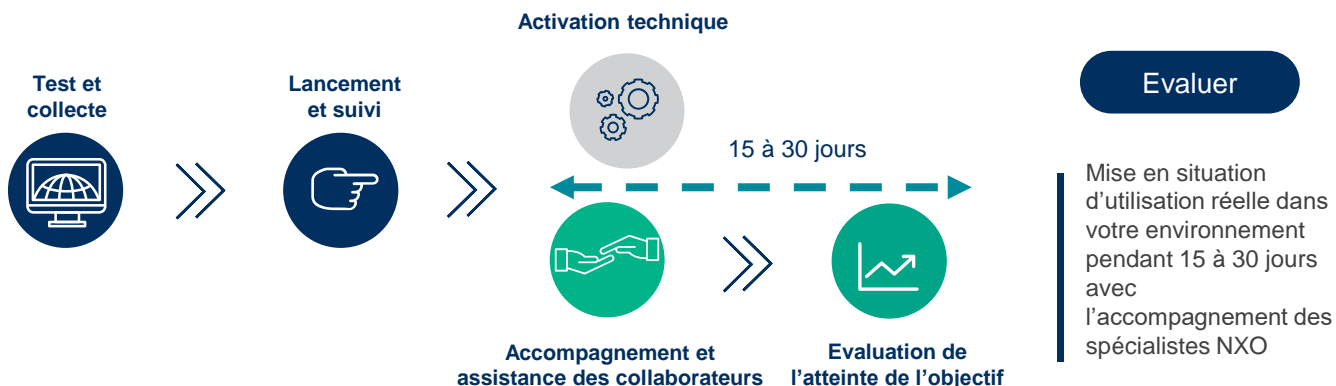 Activation technique
Test et
collecte
Lancement
et suivi
15 à 30 jours
Accompagnement et
assistance des collaborateurs
Evaluation de
l’atteinte de l’objectif
Evaluer
Mise en situation
d’utilisation réelle dans
votre environnement
pendant 15 à 30 jours
avec
l’accompagnement des
spécialistes NXO